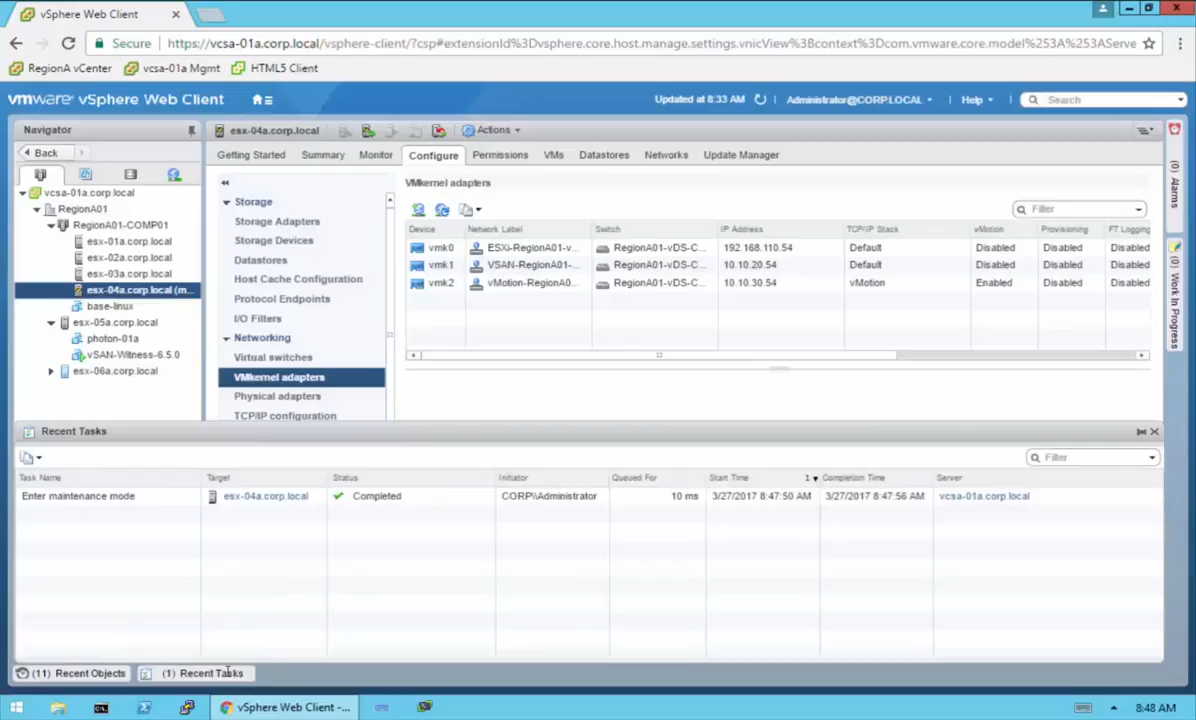 vSphere Web Client
Secure https://vcsa-01a.corp.local/vsphere-client/?csp#extensionId%3Dvsphere.core.host.manage.settings.vnicView%3Bcontext%3Dcom.vmware.core.model%253A%253AServe
RegionA vCenter vcsa-01a Mgmt HTML5 Client
vmware vSphere Web Client Updated at 8:33 AM Administrator@CORP.LOCAL Help Search
Navigator
Back
vcsa-01a.corp.local
RegionA01
RegionA01-COMP01
esx-01a.corp.local
esx-02a.corp.local
esx-03a.corp.local
esx-04a.corp.local (m...
base-linux
esx-05a.corp.local
photon-01a
vSAN-Witness-6.5.0
esx-06a.corp.local
esx-04a.corp.local Actions
Getting Started Summary Monitor Configure Permissions VMs Datastores Networks Update Manager
Storage
Storage Adapters
Storage Devices
Datastores
Host Cache Configuration
Protocol Endpoints
I/O Filters
Networking
Virtual switches
VMkernel adapters
Physical adapters
TCP/IP configuration
VMkernel adapters
Filter
Device Network Label Switch IP Address TCP/IP Stack vMotion Provisioning FT Logging
vmk0 ESXi-RegionA01-v... RegionA01-vDS-C... 192.168.110.54 Default Disabled Disabled Disabled
vmk1 VSAN-RegionA01-... RegionA01-vDS-C... 10.10.20.54 Default Disabled Disabled Disabled
vmk2 vMotion-RegionA0... RegionA01-vDS-C... 10.10.30.54 vMotion Enabled Disabled Disabled
(0) Alarms
(0) Work In Progress
Recent Tasks
Filter
Task Name Target Status Initiator Queued For Start Time 1 Completion Time Server
Enter maintenance mode esx-04a.corp.local Completed CORP\Administrator 10 ms 3/27/2017 8:47:50 AM 3/27/2017 8:47:56 AM vcsa-01a.corp.local
(11) Recent Objects (1) Recent Tasks
vSphere Web Client -... 8:48 AM